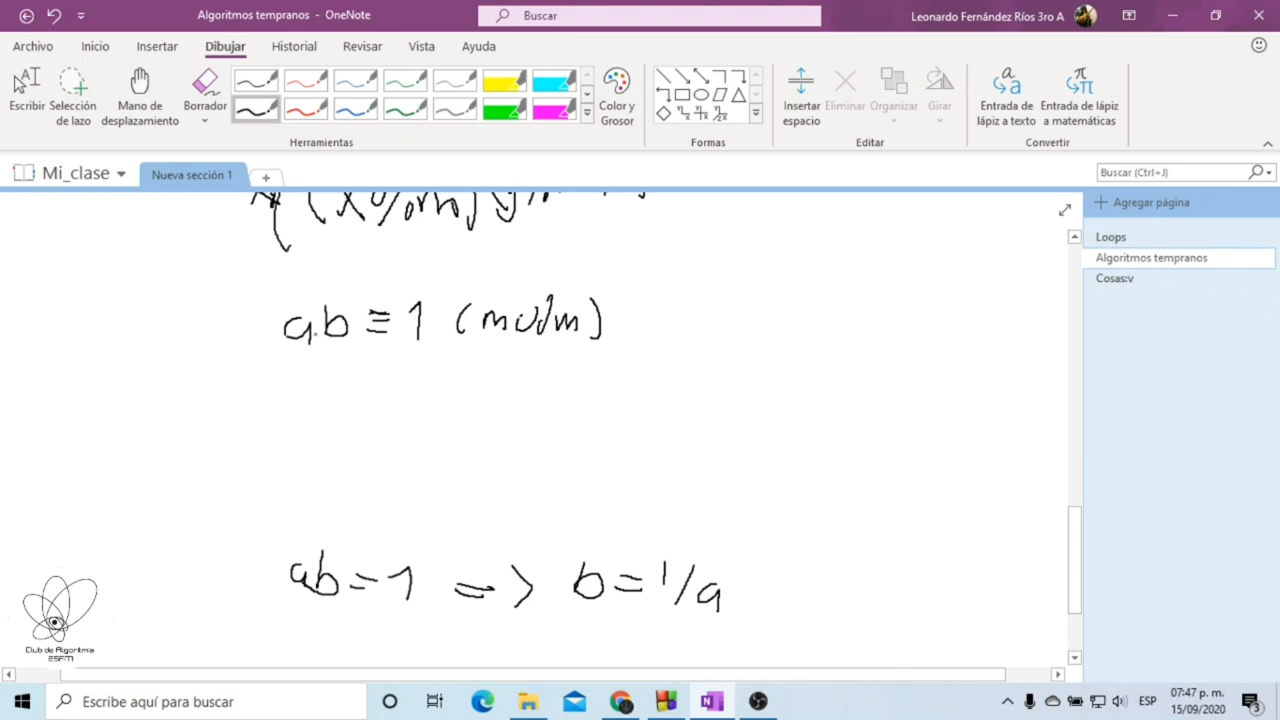 Algoritmos tempranos - OneNote
Buscar
Leonardo Fernández Ríos 3ro A
Archivo Inicio Insertar Dibujar Historial Revisar Vista Ayuda
Escribir
Selección de lazo
Mano de desplazamiento
Borrador
Color y Grosor
Insertar espacio
Eliminar
Organizar
Girar
Entrada de lápiz a texto
Entrada de lápiz a matemáticas
Herramientas
Formas
Editar
Convertir
Mi_clase
Nueva sección 1
Buscar (Ctrl+J)
Agregar página
Loops
Algoritmos tempranos
Cosas:v
a.b ≡ 1 (mod m)
ab = 1 => b = 1/a
Club de Algoritmia
ESFM
Escribe aquí para buscar
ESP
07:47 p. m.
15/09/2020
3